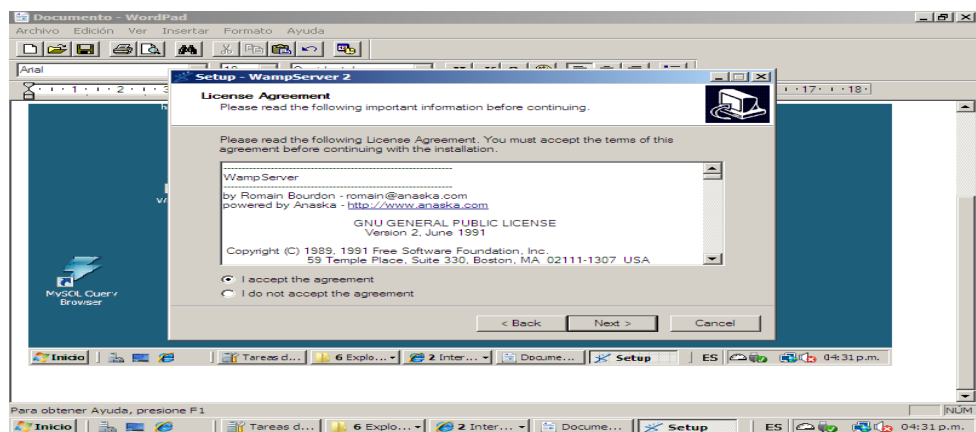 Documento - WordPad
Archivo Edición Ver Insertar Formato Ayuda
Arial
Setup - WampServer 2
License Agreement
Please read the following important information before continuing.
Please read the following License Agreement. You must accept the terms of this
agreement before continuing with the installation.
WampServer
by Romain Bourdon - romain@anaska.com
powered by Anaska - http://www.anaska.com
GNU GENERAL PUBLIC LICENSE
Version 2, June 1991
Copyright (C) 1989, 1991 Free Software Foundation, Inc.
59 Temple Place, Suite 330, Boston, MA 02111-1307 USA
I accept the agreement
I do not accept the agreement
< Back Next > Cancel
MySQL Query
Browser
Inicio Tareas d... 6 Explo... 2 Inter... Docume... Setup ES 04:31 p.m.
Para obtener Ayuda, presione F1 NÚM
Inicio Tareas d... 6 Explo... 2 Inter... Docume... Setup ES 04:31 p.m.